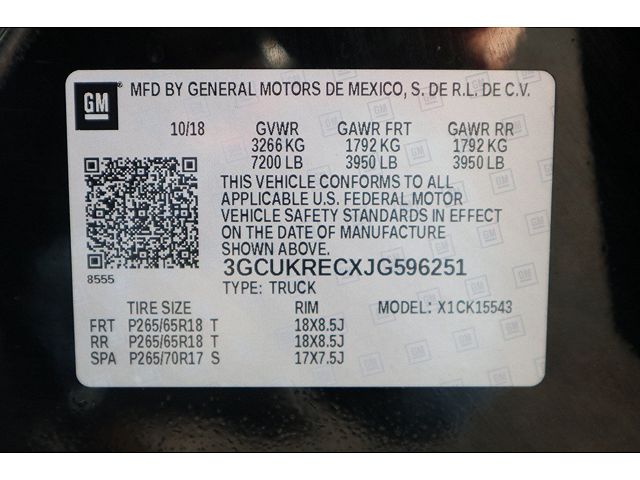 GM MFD BY GENERAL MOTORS DE MEXICO, S. DE R.L. DE C.V.
10/18 GVWR GAWR FRT GAWR RR
3266 KG 1792 KG 1792 KG
7200 LB 3950 LB 3950 LB
THIS VEHICLE CONFORMS TO ALL
APPLICABLE U.S. FEDERAL MOTOR
VEHICLE SAFETY STANDARDS IN EFFECT
ON THE DATE OF MANUFACTURE
8555 3GCUKRECXJG596251
TYPE: TRUCK
TIRE SIZE RIM MODEL: X1CK15543
FRT P265/65R18 T 18X8.5J
RR P265/65R18 T 18X8.5J
SPA P265/70R17 S 17X7.5J